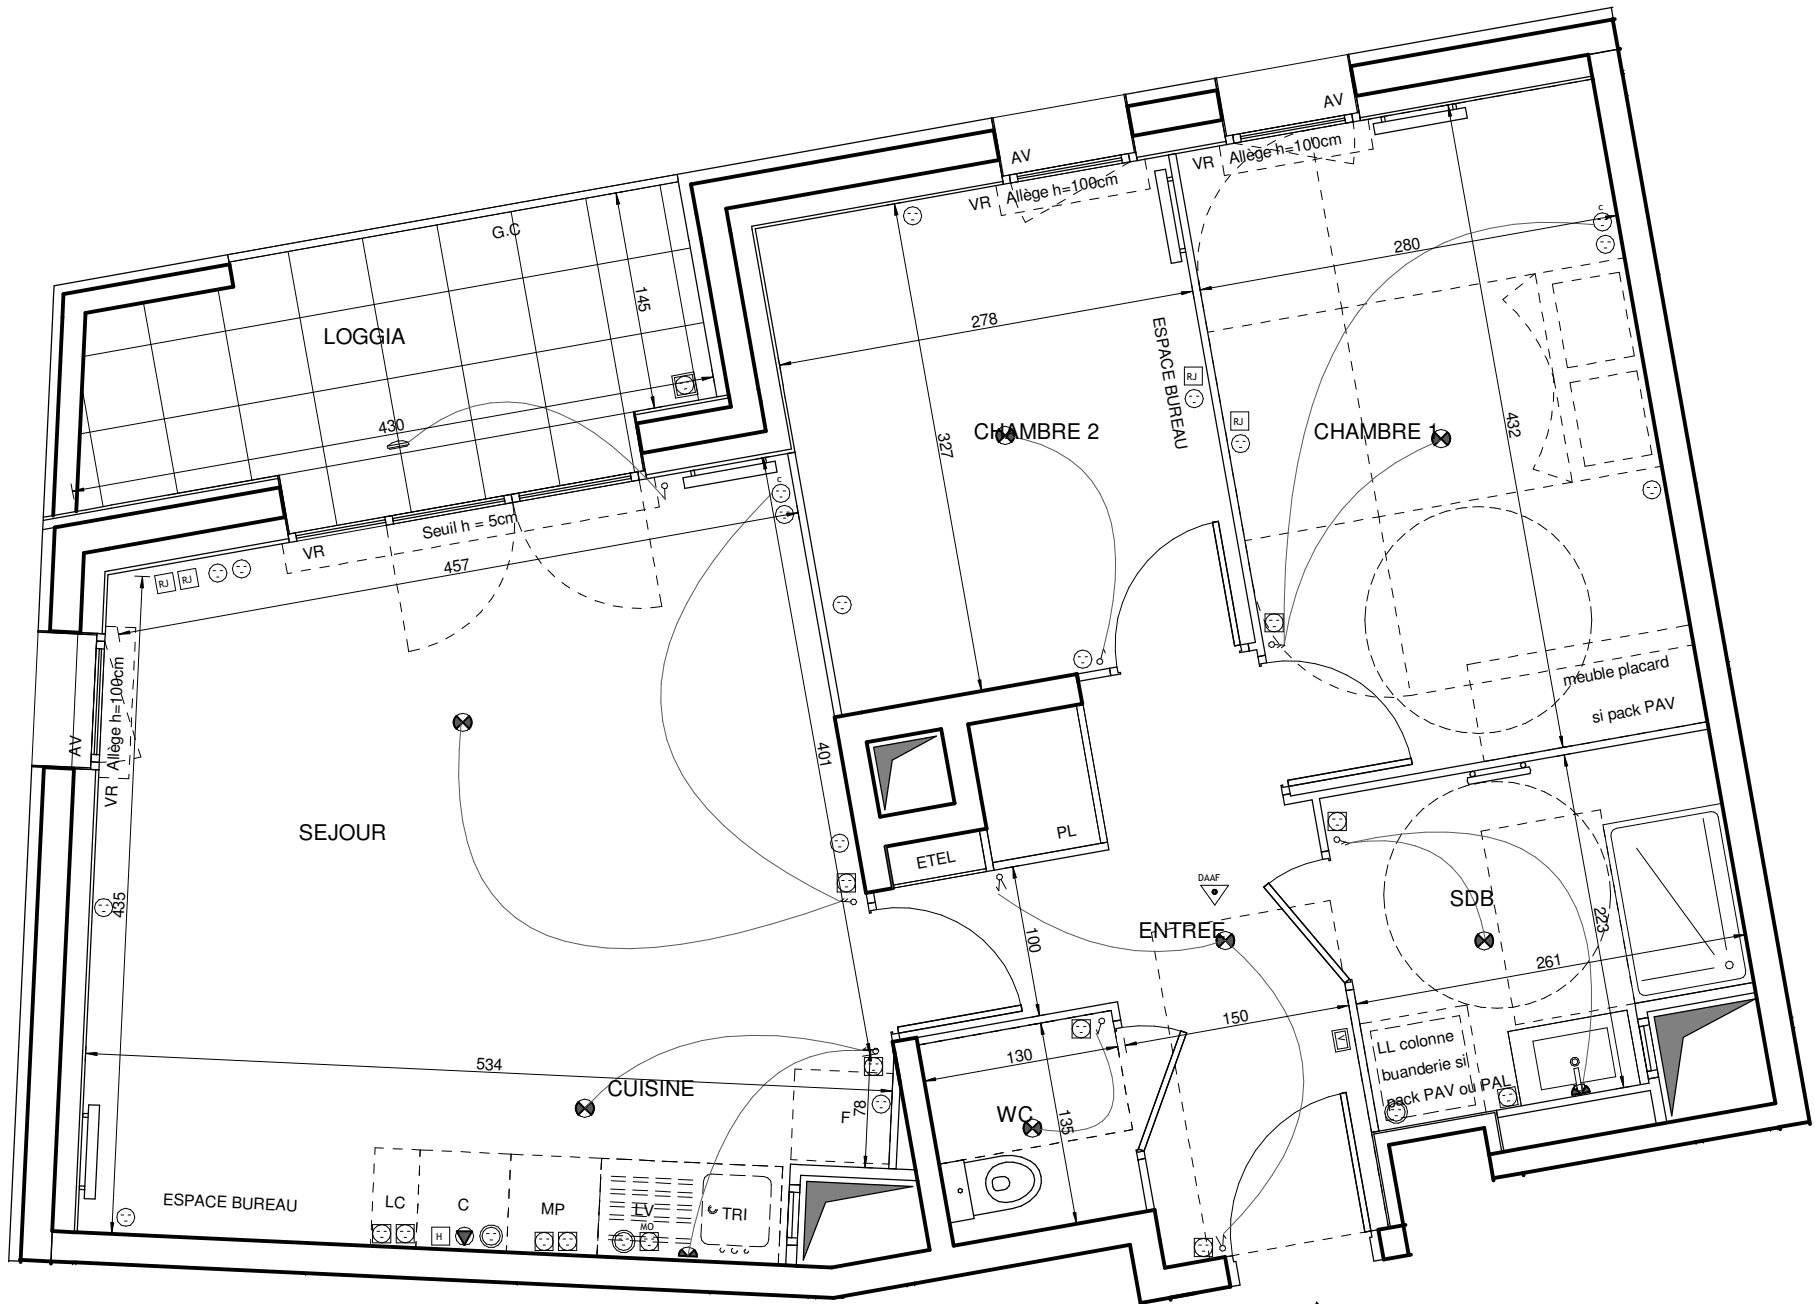 AV
AV
VR
Allège h=100cm
VR
Allège h=100cm
G.C
c
280
145
278
LOGGIA
ESPACE BUREAU
RJ
RJ
430
CHAMBRE 2
327
CHAMBRE 1
432
c
Seuil h = 5cm
VR
457
RJ
RJ
AV
VR
Allège h=100cm
meuble placard
si pack PAV
401
SEJOUR
PL
ETEL
DAAF
435
SDB
223
ENTREE
100
261
150
V
LL colonne
buanderie si
pack PAV ou PAL
130
534
CUISINE
78
F
WC
135
ESPACE BUREAU
LC
C
MP
LV
TRI
MO
H